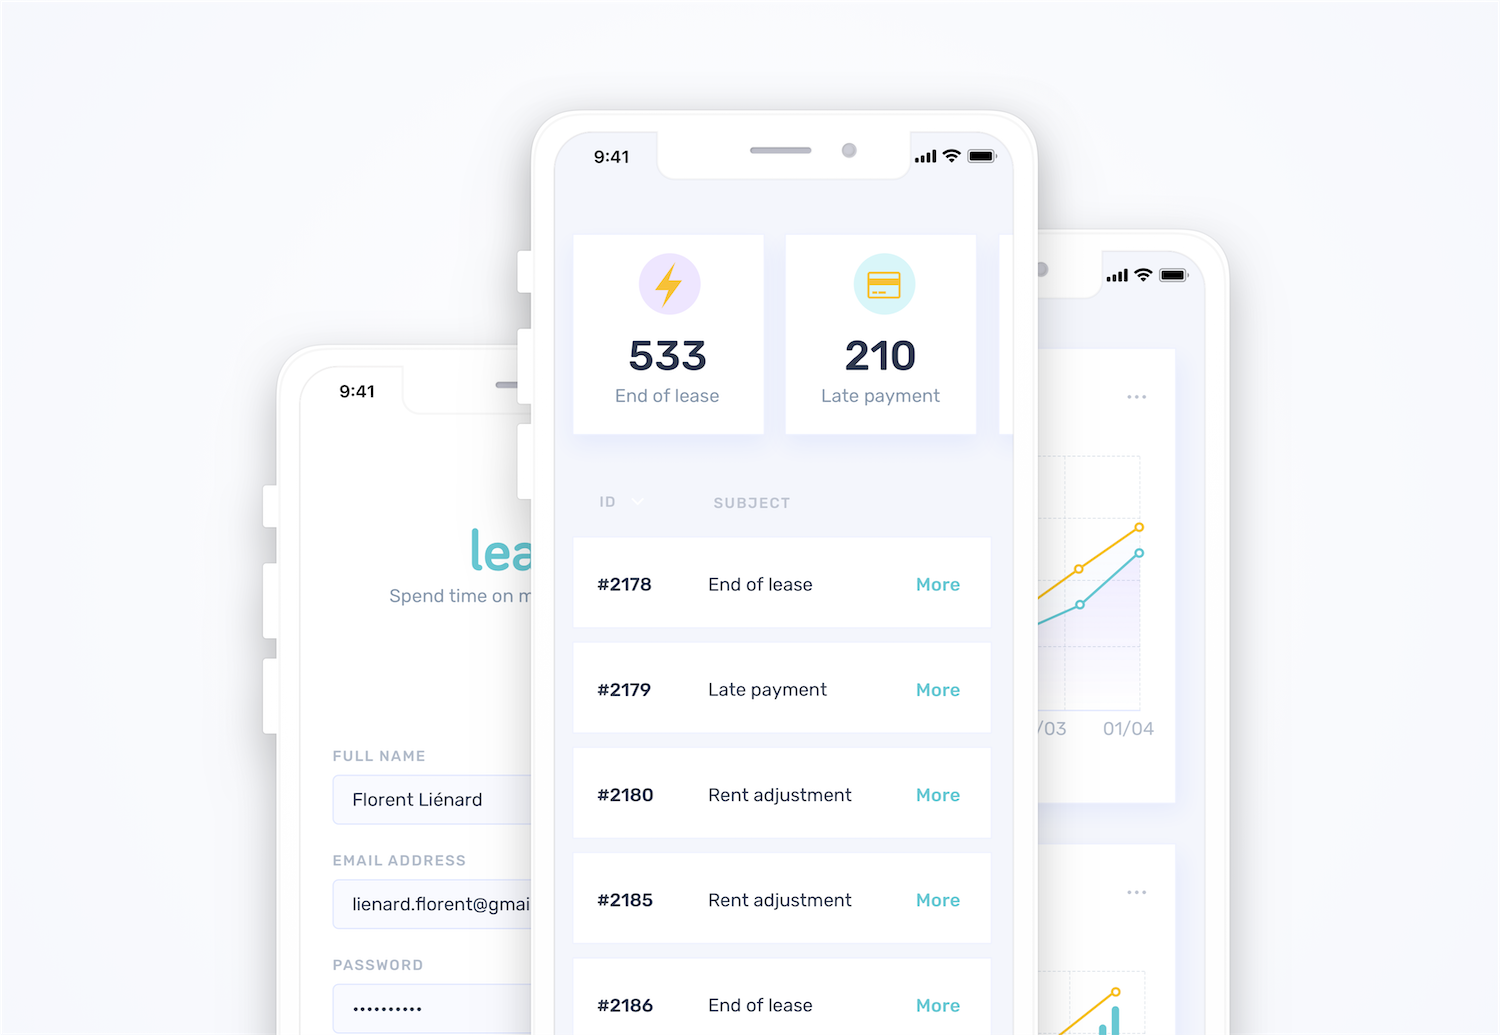 9:41
533
End of lease
210
Late payment
ID
SUBJECT
#2178
End of lease
More
#2179
Late payment
More
#2180
Rent adjustment
More
#2185
Rent adjustment
More
#2186
End of lease
More
9:41
lea
Spend time on m
FULL NAME
Florent Liénard
EMAIL ADDRESS
lienard.florent@gmai
PASSWORD
••••••••••
/03
01/04